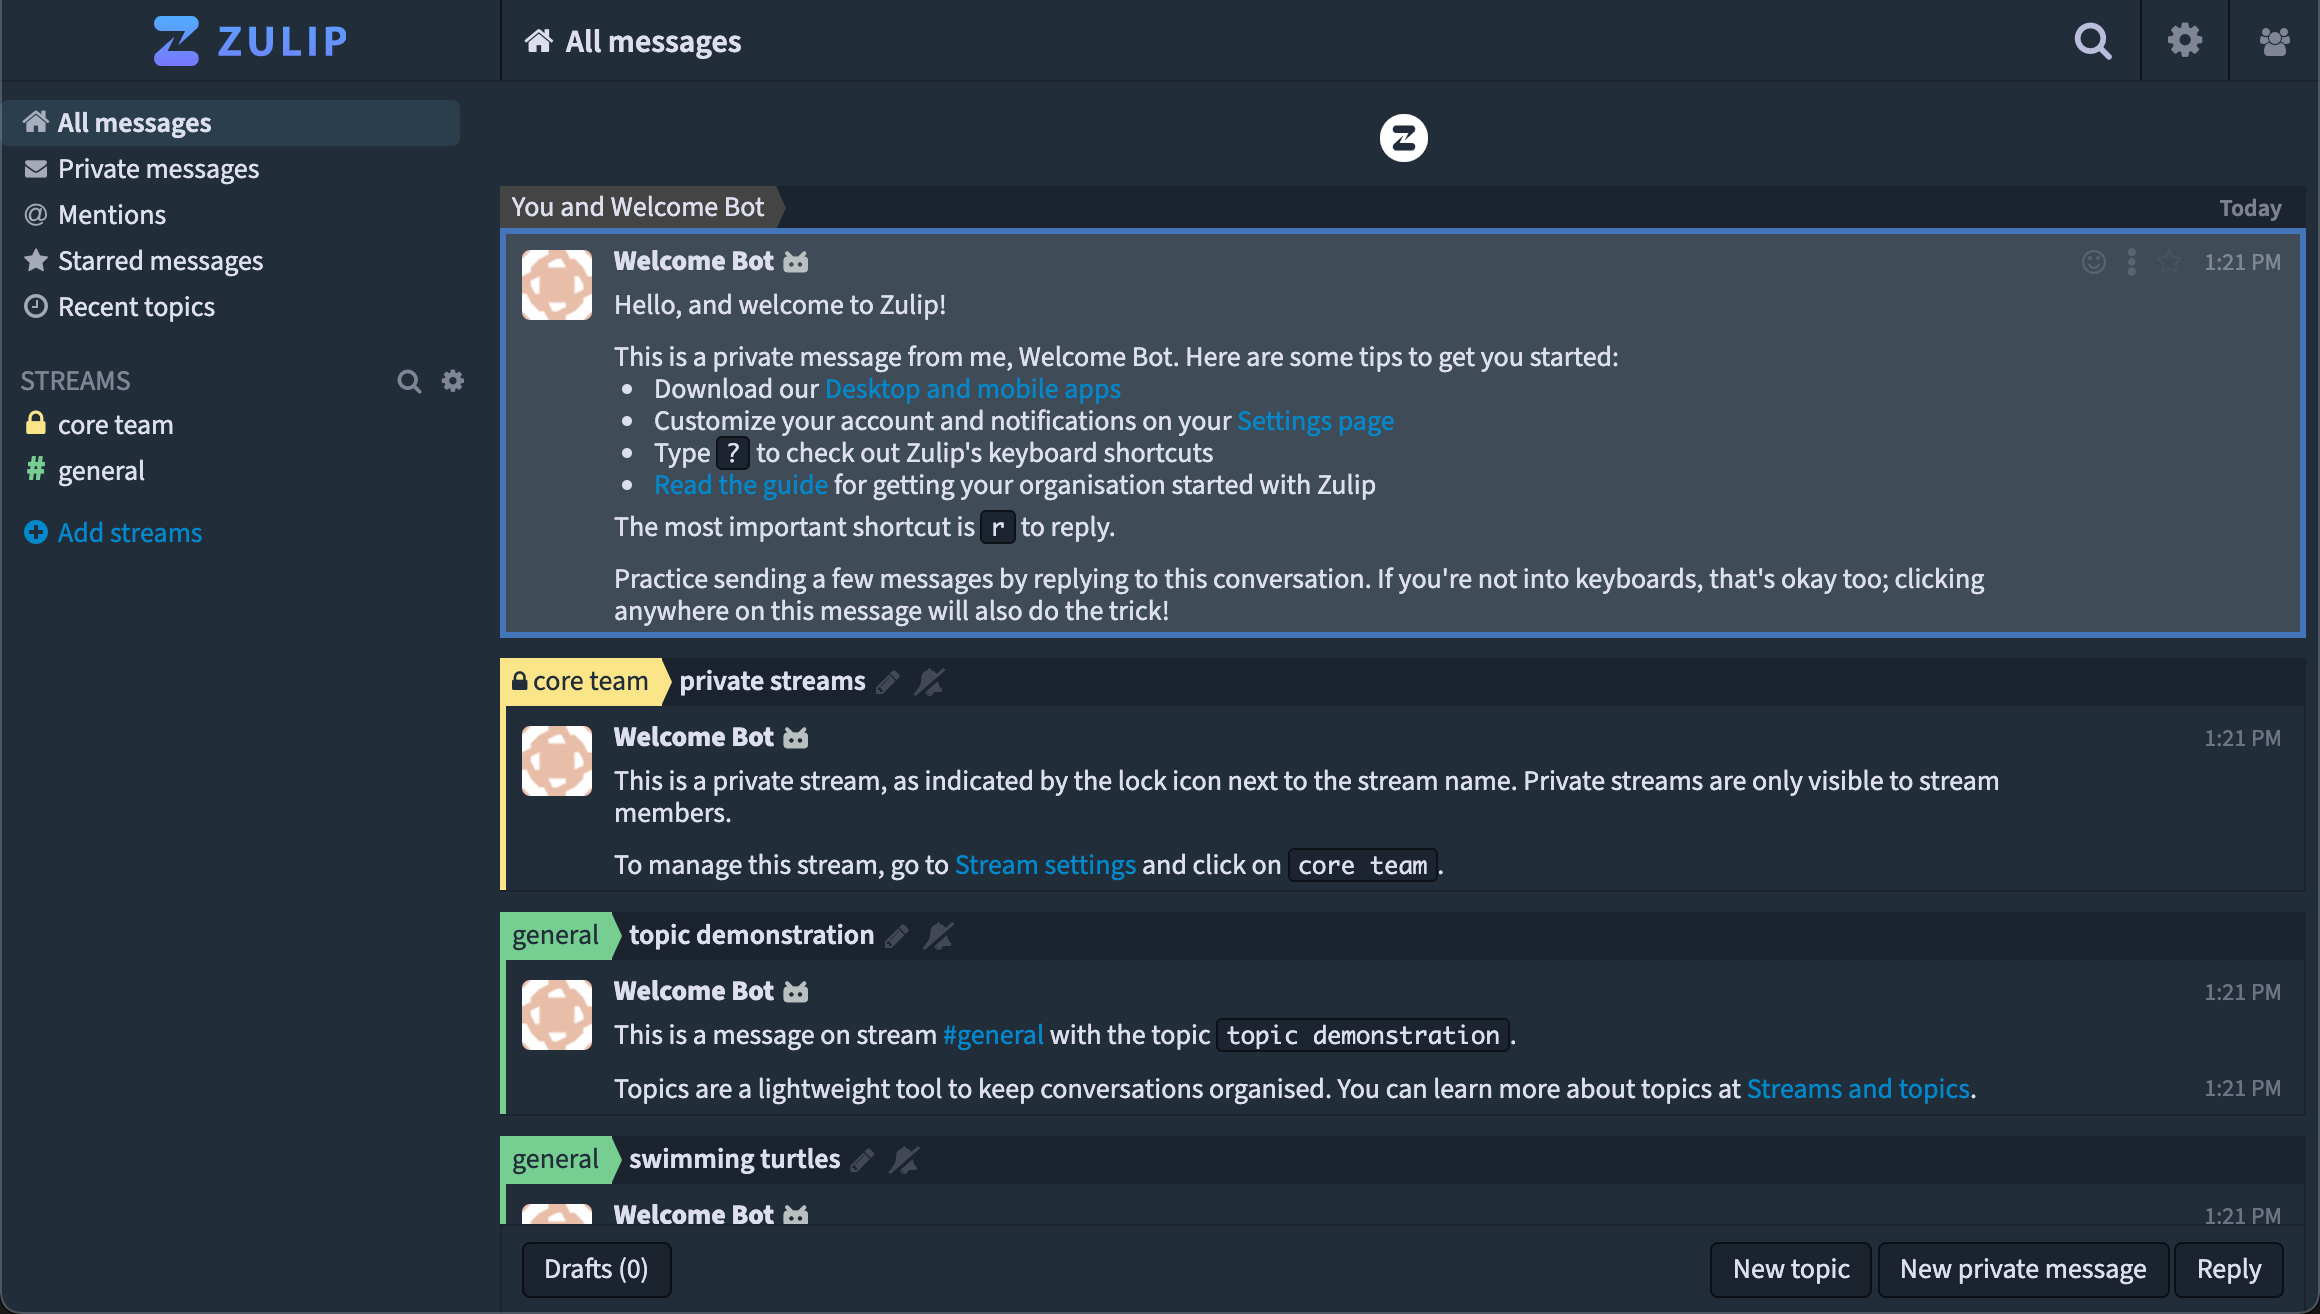 ZULIP
All messages
All messages
Private messages
@ Mentions
Starred messages
Recent topics
STREAMS
core team
# general
Add streams
You and Welcome Bot
Today
Welcome Bot
1:21 PM
Hello, and welcome to Zulip!
This is a private message from me, Welcome Bot. Here are some tips to get you started:
• Download our Desktop and mobile apps
• Customize your account and notifications on your Settings page
• Type ? to check out Zulip's keyboard shortcuts
• Read the guide for getting your organisation started with Zulip
The most important shortcut is r to reply.
Practice sending a few messages by replying to this conversation. If you're not into keyboards, that's okay too; clicking
anywhere on this message will also do the trick!
core team
private streams
Welcome Bot
1:21 PM
This is a private stream, as indicated by the lock icon next to the stream name. Private streams are only visible to stream
members.
To manage this stream, go to Stream settings and click on core team.
general
topic demonstration
Welcome Bot
1:21 PM
This is a message on stream #general with the topic topic demonstration.
Topics are a lightweight tool to keep conversations organised. You can learn more about topics at Streams and topics.
1:21 PM
general
swimming turtles
Welcome Bot
1:21 PM
Drafts (0)
New topic
New private message
Reply